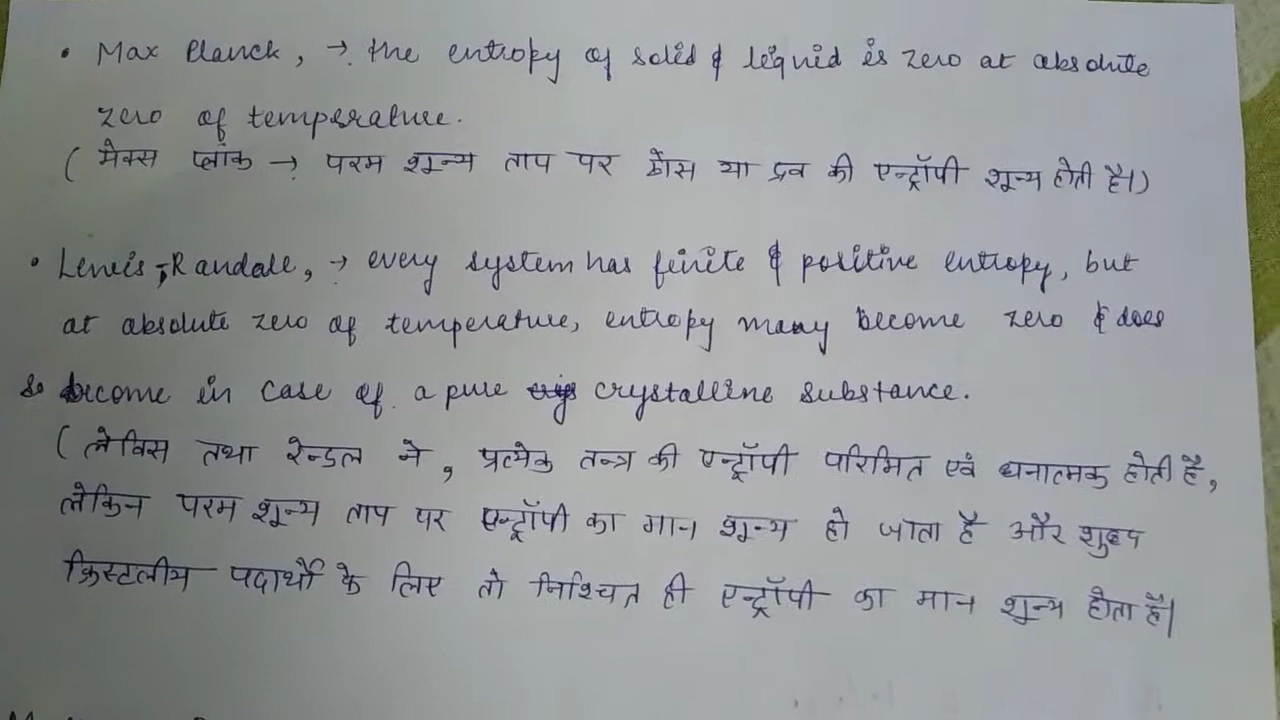 • Max Planck, → the entropy of solid & liquid is zero at absolute
zero of temperature.
( मेक्स प्लांक → परम शून्य ताप पर ठोस या द्रव की एन्ट्रॉपी शून्य होती है।)
• Lewis, Randale, → every system has finite & positive entropy, but
at absolute zero of temperature, entropy many become zero & does
so become in case of a pure crystalline substance.
( लेविस तथा रेन्डल ने, प्रत्येक तन्त्र की एन्ट्रॉपी परिमित एवं धनात्मक होती है,
लेकिन परम शून्य ताप पर एन्ट्रॉपी का मान शून्य हो जाता है और शुद्ध
क्रिस्टलीय पदार्थों के लिए तो निश्चित ही एन्ट्रॉपी का मान शून्य होता है।